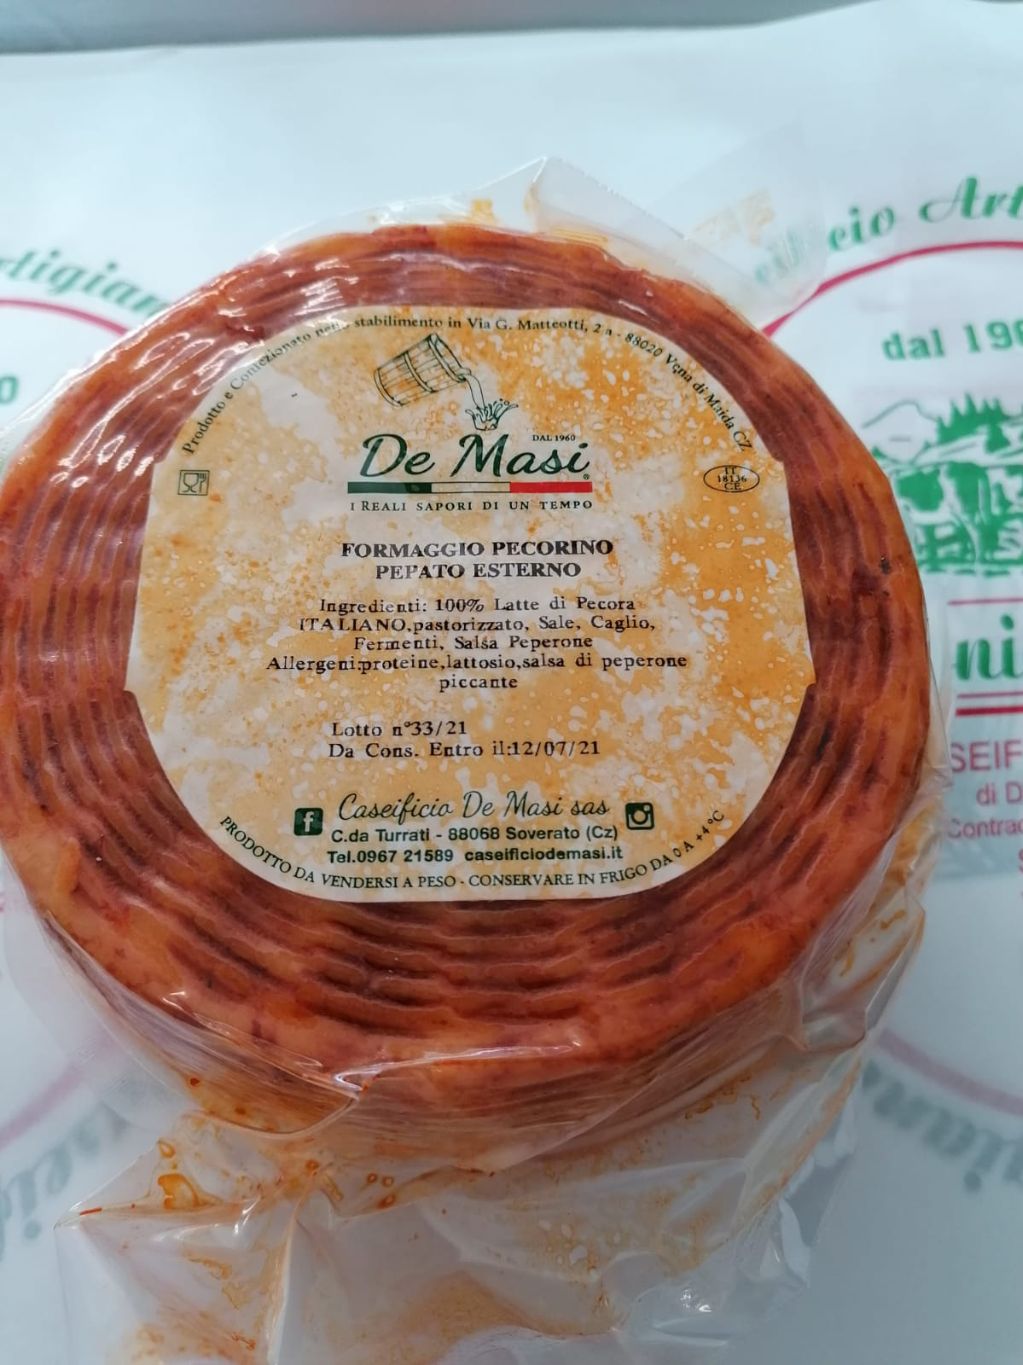 Prodotto e Confezionato nello stabilimento in Via G. Matteotti, 2 a - 88020 Vena di Maida CZ
DAL 1960
De Masi
®
I REALI SAPORI DI UN TEMPO
IT
18136
CE
FORMAGGIO PECORINO
PEPATO ESTERNO
Ingredienti: 100% Latte di Pecora
ITALIANO,pastorizzato, Sale, Caglio,
Fermenti, Salsa Peperone
Allergeni:proteine,lattosio,salsa di peperone
piccante
Lotto n°33/21
Da Cons. Entro il:12/07/21
Caseificio De Masi sas
C.da Turrati - 88068 Soverato (Cz)
Tel.0967 21589 caseificiodemasi.it
PRODOTTO DA VENDERSI A PESO - CONSERVARE IN FRIGO DA 0 A +4 °C
dal 196
SEIF
di D
Contrad